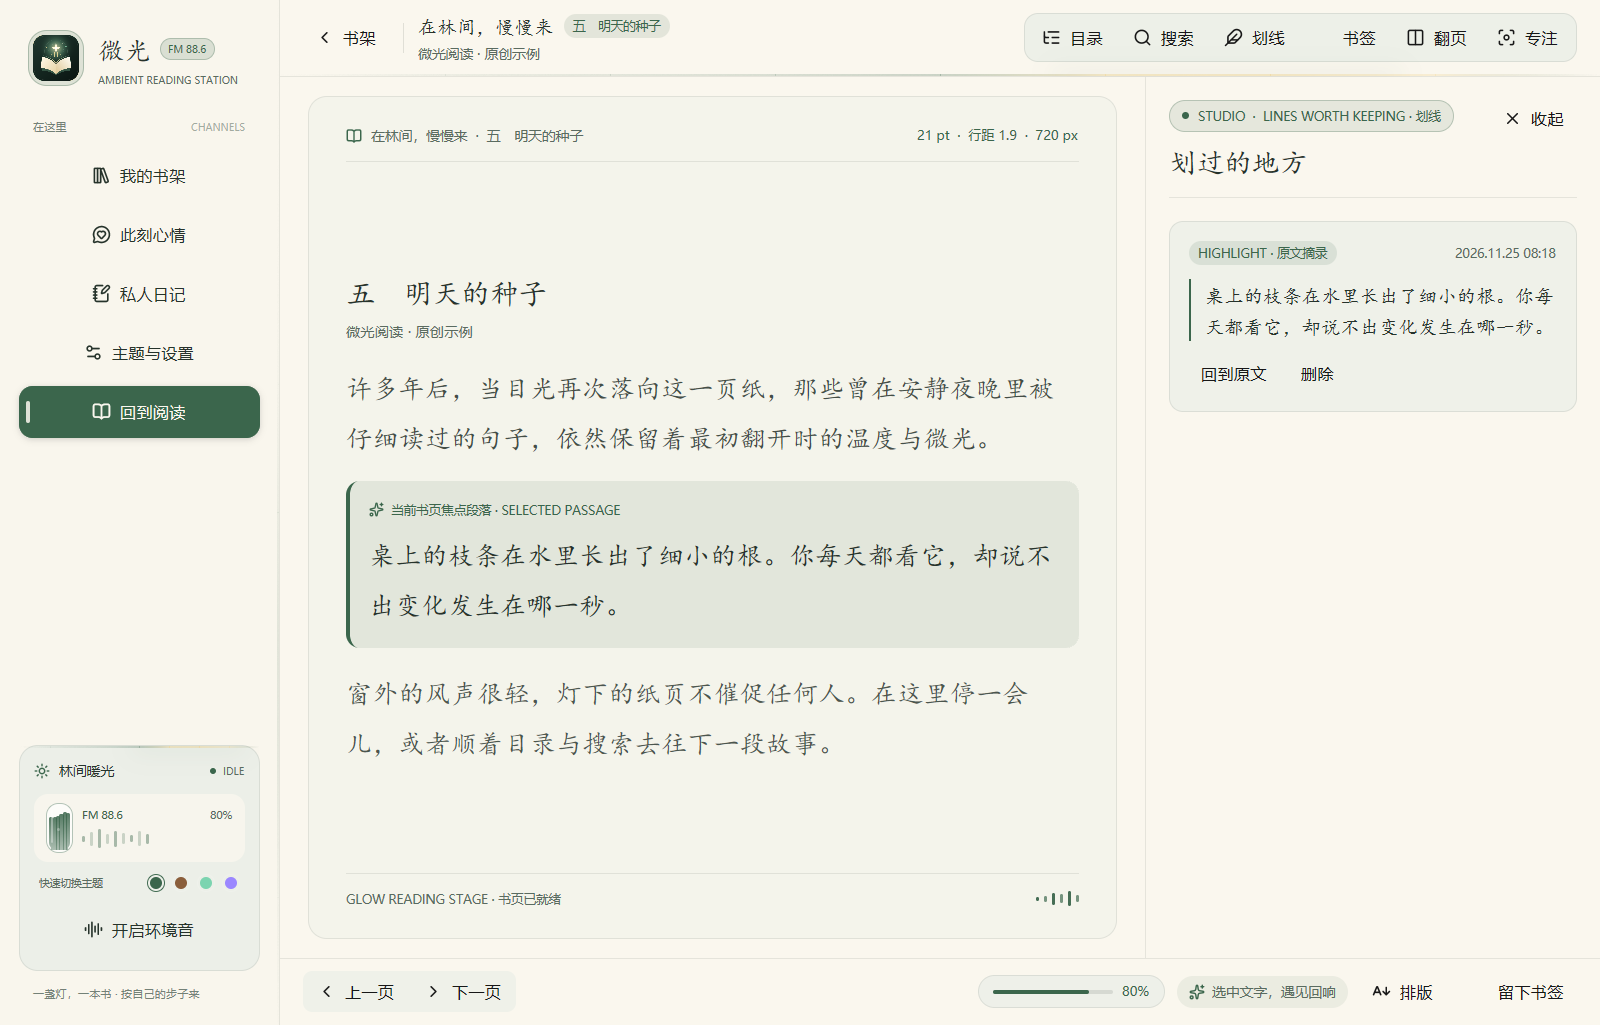 微光 FM 88.6
AMBIENT READING STATION
在这里 CHANNELS
我的书架
此刻心情
私人日记
主题与设置
回到阅读
林间暖光 IDLE
FM 88.6 80%
快速切换主题
开启环境音
一盏灯，一本书 · 按自己的步子来
书架
在林间，慢慢来 五　明天的种子
微光阅读 · 原创示例
目录 搜索 划线 书签 翻页 专注
在林间，慢慢来 · 五　明天的种子 21 pt · 行距 1.9 · 720 px
五　明天的种子
微光阅读 · 原创示例
许多年后，当目光再次落向这一页纸，那些曾在安静夜晚里被
仔细读过的句子，依然保留着最初翻开时的温度与微光。
当前书页焦点段落 · SELECTED PASSAGE
桌上的枝条在水里长出了细小的根。你每天都看它，却说不
出变化发生在哪一秒。
窗外的风声很轻，灯下的纸页不催促任何人。在这里停一会
儿，或者顺着目录与搜索去往下一段故事。
GLOW READING STAGE · 书页已就绪
STUDIO · LINES WORTH KEEPING · 划线 收起
划过的地方
HIGHLIGHT · 原文摘录 2026.11.25 08:18
桌上的枝条在水里长出了细小的根。你每
天都看它，却说不出变化发生在哪一秒。
回到原文 删除
上一页 下一页 80% 选中文字，遇见回响 排版 留下书签